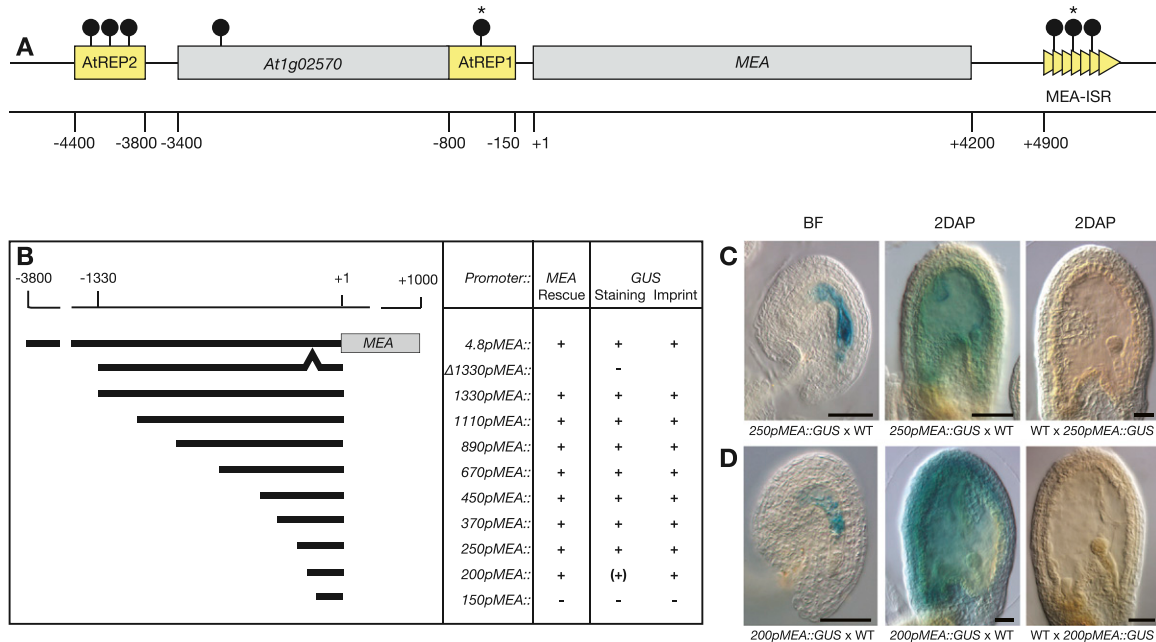 A
*
*
AtREP2
At1g02570
AtREP1
MEA
MEA-ISR
-4400
-3800
-3400
-800
-150
+1
+4200
+4900
B
-3800
-1330
+1
+1000
Promoter::
MEA Rescue
GUS
Staining
Imprint
MEA
4.8pMEA:: + + +
Δ1330pMEA:: -
1330pMEA:: + + +
1110pMEA:: + + +
890pMEA:: + + +
670pMEA:: + + +
450pMEA:: + + +
370pMEA:: + + +
250pMEA:: + + +
200pMEA:: + (+) +
150pMEA:: - - -
BF
2DAP
2DAP
C
250pMEA::GUS x WT
250pMEA::GUS x WT
WT x 250pMEA::GUS
D
200pMEA::GUS x WT
200pMEA::GUS x WT
WT x 200pMEA::GUS